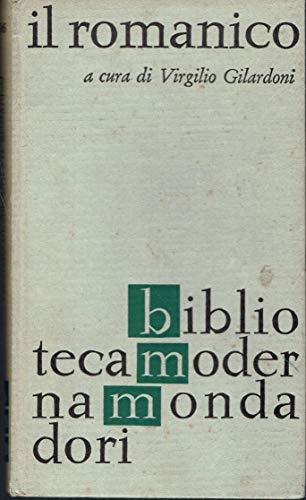 il romanico
a cura di Virgilio Gilardoni
biblio
tecamoder
namonda
dori